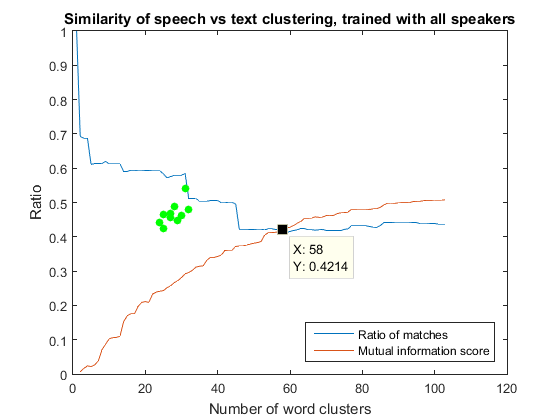 Similarity of speech vs text clustering, trained with all speakers
1
0.9
0.8
0.7
0.6
0.5
0.4
0.3
0.2
0.1
0
Ratio
X: 58
Y: 0.4214
Ratio of matches
Mutual information score
0 20 40 60 80 100 120
Number of word clusters